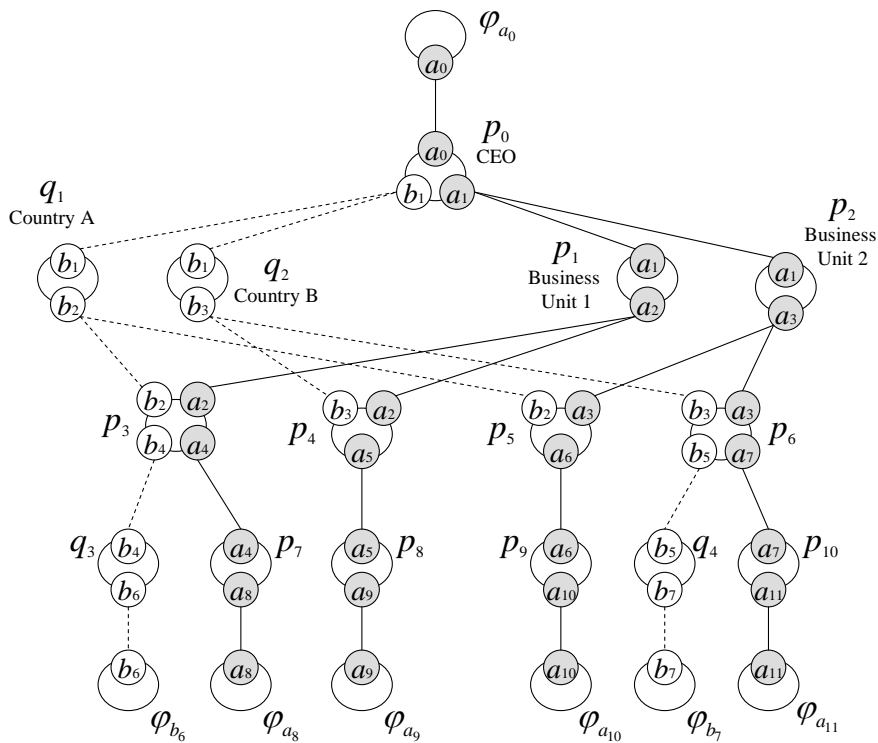 φa₀
a₀
a₀
p₀
CEO
b₁ a₁
q₁
Country A
p₂
Business
Unit 2
b₁
b₁
q₂
Country B
p₁
Business
Unit 1
a₁
a₁
b₂
b₃
a₂
a₃
b₂ a₂
b₃ a₂
b₂ a₃
b₃ a₃
p₃
p₄
p₅
p₆
b₄ a₄
a₅
a₆
b₅ a₇
q₃
b₄
a₄
p₇
a₅
p₈
p₉
a₆
b₅
q₄
a₇
p₁₀
b₆
a₈
a₉
a₁₀
b₇
a₁₁
b₆
a₈
a₉
a₁₀
b₇
a₁₁
φb₆
φa₈
φa₉
φa₁₀
φb₇
φa₁₁